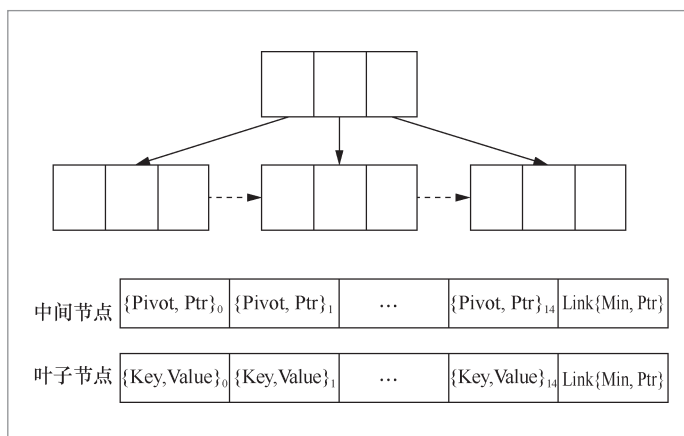 中间节点 {Pivot, Ptr}₀ {Pivot, Ptr}₁ … {Pivot, Ptr}₁₄ Link{Min, Ptr}
叶子节点 {Key,Value}₀ {Key,Value}₁ … {Key,Value}₁₄ Link{Min, Ptr}